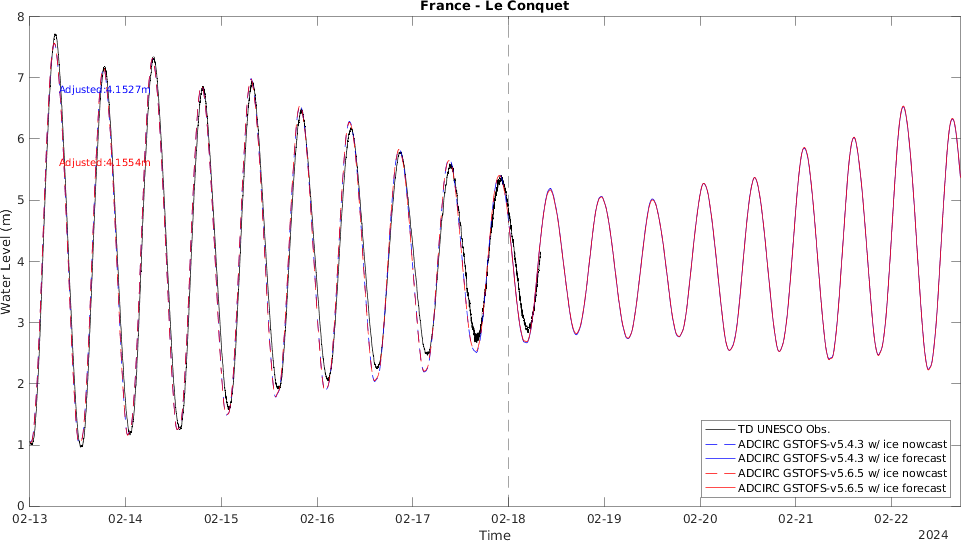 France - Le Conquet
8
7
6
5
4
3
2
1
0
Water Level (m)
Adjusted:4.1527m
Adjusted:4.1554m
TD UNESCO Obs.
ADCIRC GSTOFS-v5.4.3 w/ ice nowcast
ADCIRC GSTOFS-v5.4.3 w/ ice forecast
ADCIRC GSTOFS-v5.6.5 w/ ice nowcast
ADCIRC GSTOFS-v5.6.5 w/ ice forecast
02-13 02-14 02-15 02-16 02-17 02-18 02-19 02-20 02-21 02-22
Time
2024